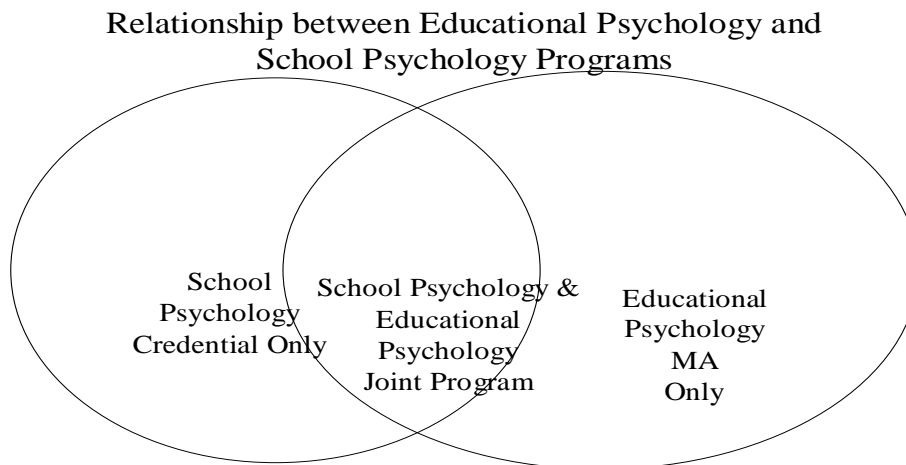 Relationship between Educational Psychology and
School Psychology Programs
School
Psychology
Credential Only
School Psychology &
Educational
Psychology
Joint Program
Educational
Psychology
MA
Only